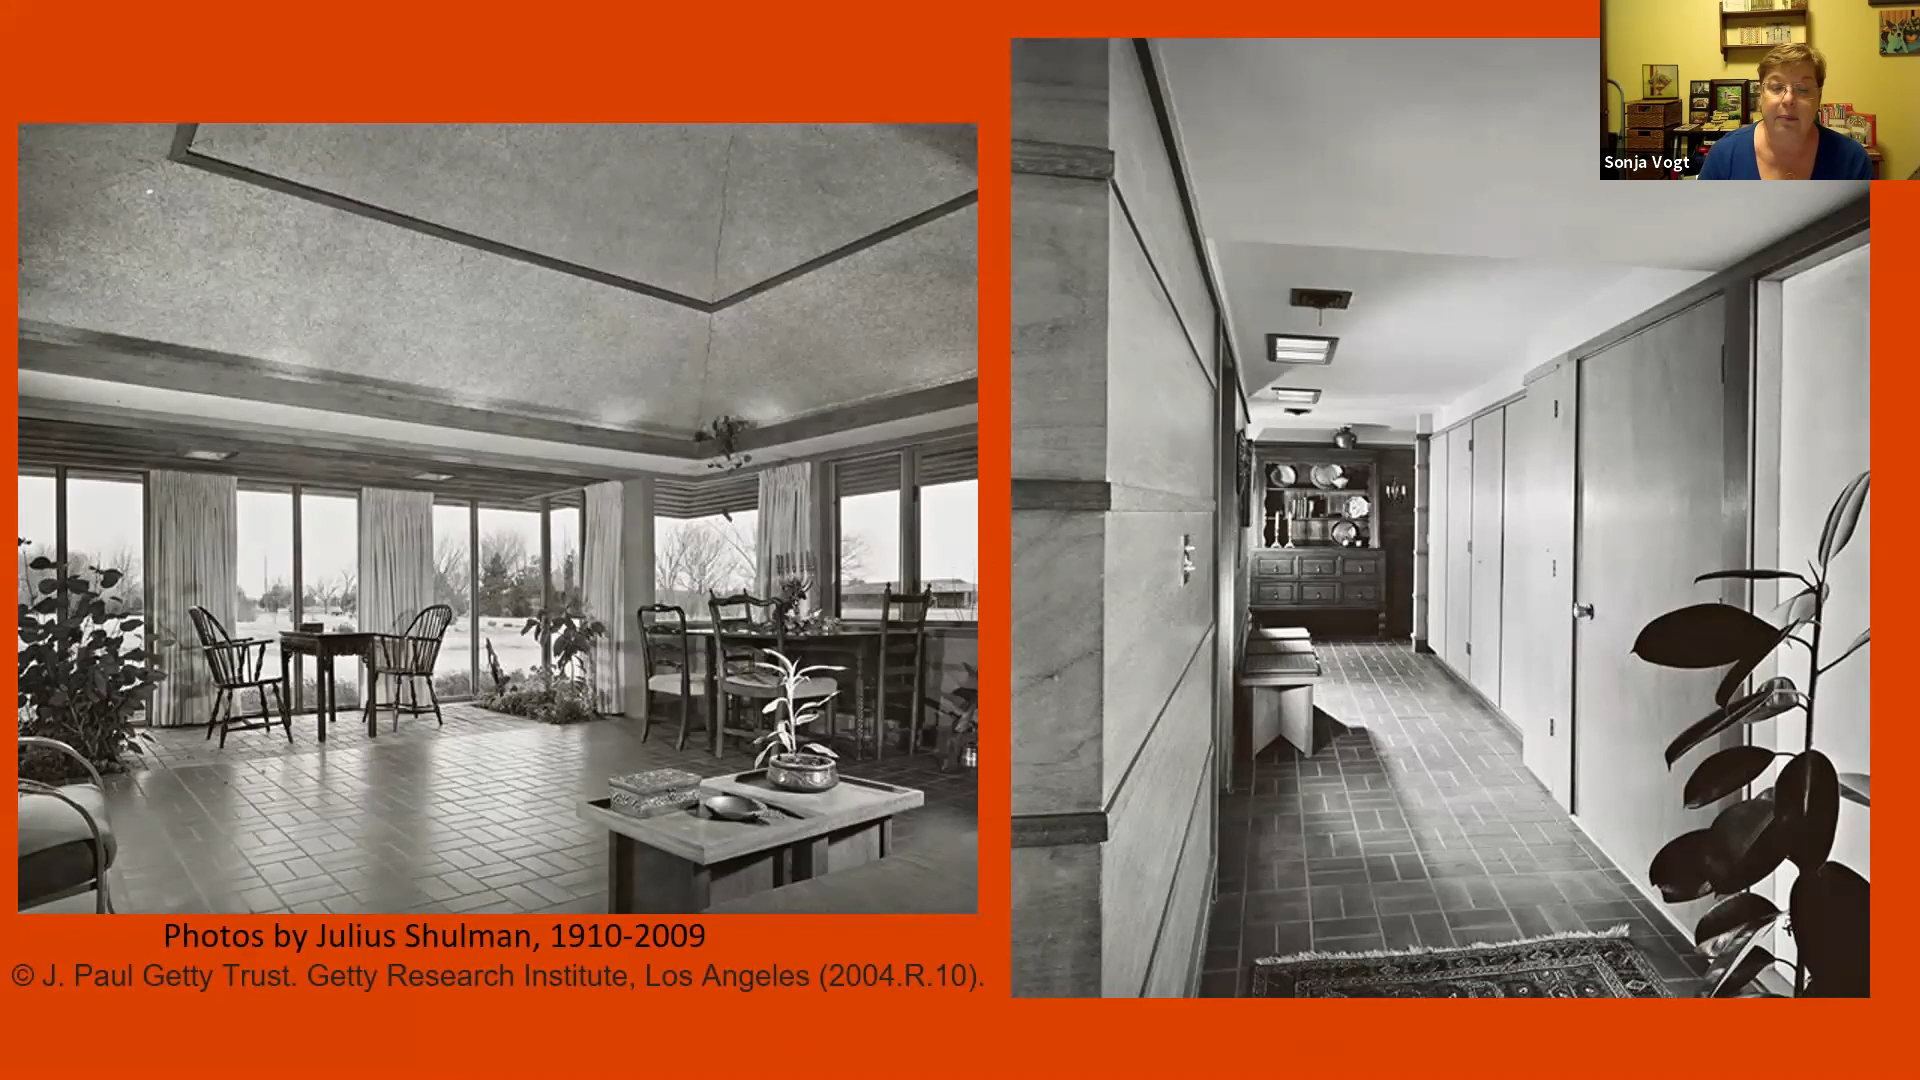 Sonja Vogt
Photos by Julius Shulman, 1910-2009
© J. Paul Getty Trust. Getty Research Institute, Los Angeles (2004.R.10).